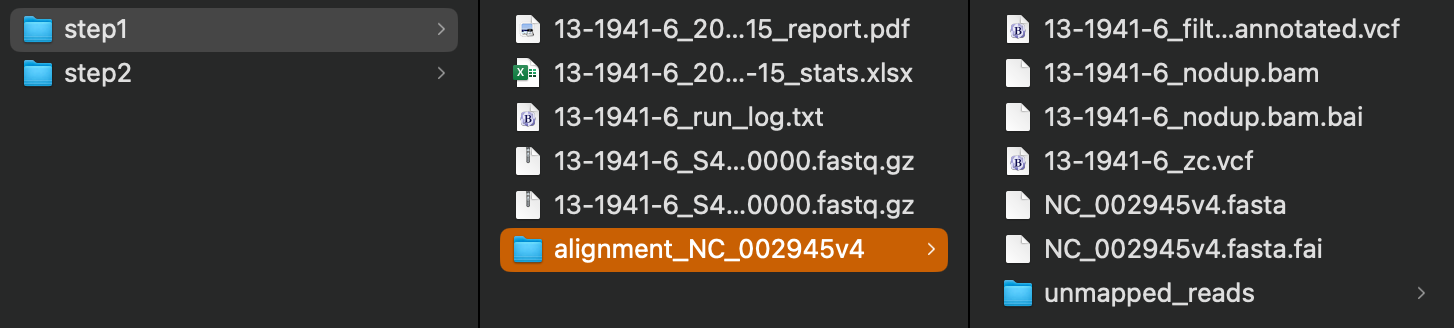 step1
step2
13-1941-6_20...15_report.pdf
13-1941-6_20...-15_stats.xlsx
13-1941-6_run_log.txt
13-1941-6_S4...0000.fastq.gz
13-1941-6_S4...0000.fastq.gz
alignment_NC_002945v4
13-1941-6_filt...annotated.vcf
13-1941-6_nodup.bam
13-1941-6_nodup.bam.bai
13-1941-6_zc.vcf
NC_002945v4.fasta
NC_002945v4.fasta.fai
unmapped_reads